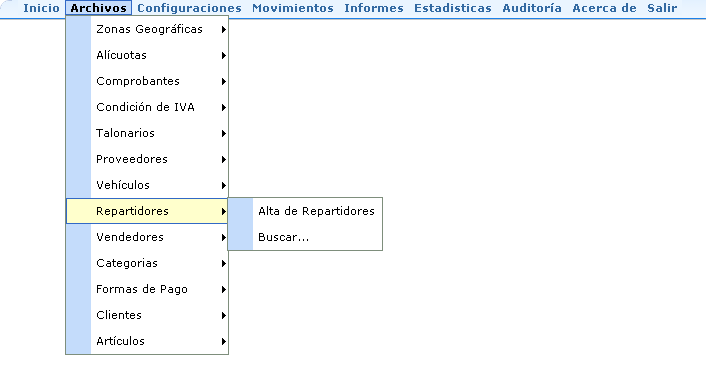 Inicio Archivos Configuraciones Movimientos Informes Estadisticas Auditoría Acerca de Salir
Zonas Geográficas
Alícuotas
Comprobantes
Condición de IVA
Talonarios
Proveedores
Vehículos
Repartidores
Alta de Repartidores
Vendedores
Buscar...
Categorias
Formas de Pago
Clientes
Artículos